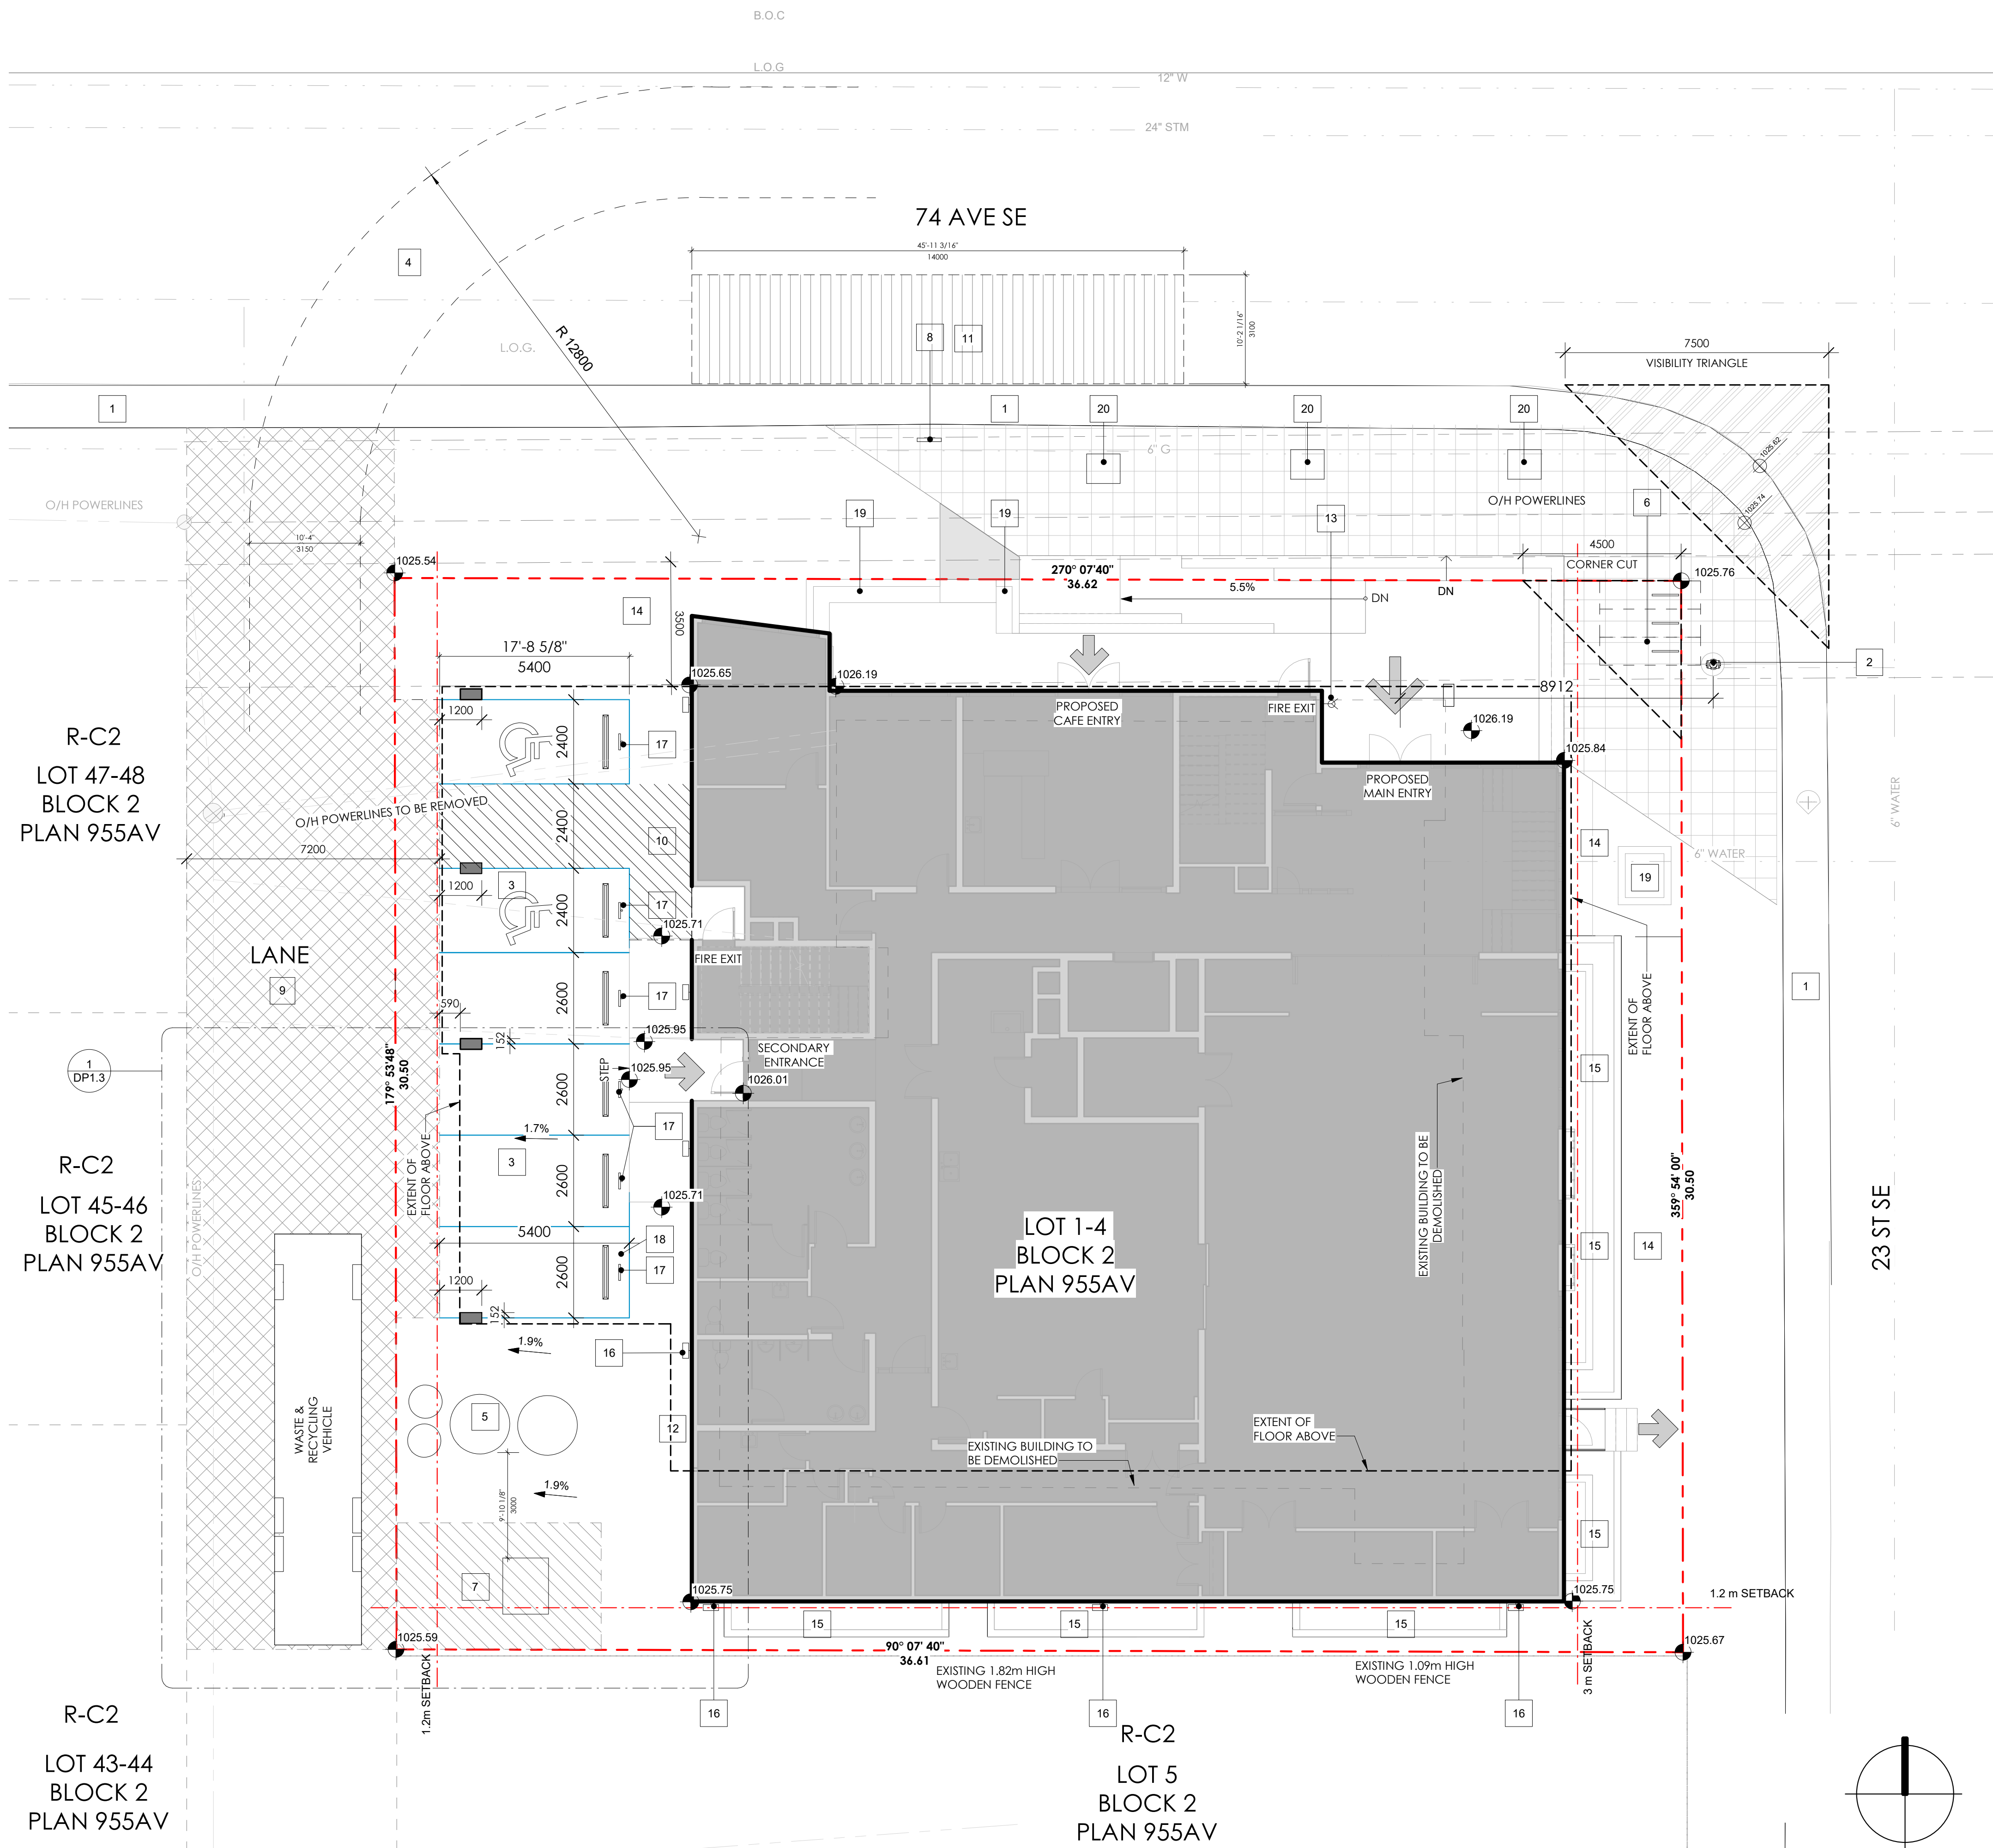 B.O.C
L.O.G
12" W
24" STM
74 AVE SE
45'-11 3/16"
14000
4
R 12800
L.O.G.
8
11
10'-2 1/16"
3100
7500
VISIBILITY TRIANGLE
1
1
20
20
20
6" G
1025.62
1025.74
O/H POWERLINES
O/H POWERLINES
19
19
13
6
10'-4"
3150
1025.54
270° 07'40"
36.62
5.5%
DN
DN
4500
CORNER CUT
1025.76
14
3500
17'-8 5/8"
5400
1025.65
1026.19
2
8912
1200
2400
17
PROPOSED
CAFE ENTRY
FIRE EXIT
1026.19
1025.84
R-C2
LOT 47-48
BLOCK 2
PLAN 955AV
PROPOSED
MAIN ENTRY
O/H POWERLINES TO BE REMOVED
2400
10
14
6" WATER
6" WATER
7200
1200
3
2400
17
19
1025.71
LANE
9
FIRE EXIT
590
2600
17
EXTENT OF
FLOOR ABOVE
1
152
1025.95
SECONDARY
ENTRANCE
1
DP1.3
179° 53'48"
30.50
STEP
1025.95
1026.01
2600
15
17
1.7%
EXTENT OF
FLOOR ABOVE
3
2600
EXISTING BUILDING TO BE
DEMOLISHED
359° 54' 00"
30.50
R-C2
LOT 45-46
BLOCK 2
PLAN 955AV
O/H POWERLINES
1025.71
LOT 1-4
BLOCK 2
PLAN 955AV
23 ST SE
5400
18
15
14
1200
2600
17
152
1.9%
16
WASTE &
RECYCLING
VEHICLE
5
12
EXTENT OF
FLOOR ABOVE
EXISTING BUILDING TO
BE DEMOLISHED
1.9%
9'-10 1/8"
3000
15
7
1025.75
1025.75
1.2 m SETBACK
15
15
15
1025.59
90° 07' 40"
36.61
1025.67
EXISTING 1.82m HIGH
WOODEN FENCE
EXISTING 1.09m HIGH
WOODEN FENCE
1.2m SETBACK
3 m SETBACK
16
16
16
R-C2
LOT 43-44
BLOCK 2
PLAN 955AV
R-C2
LOT 5
BLOCK 2
PLAN 955AV